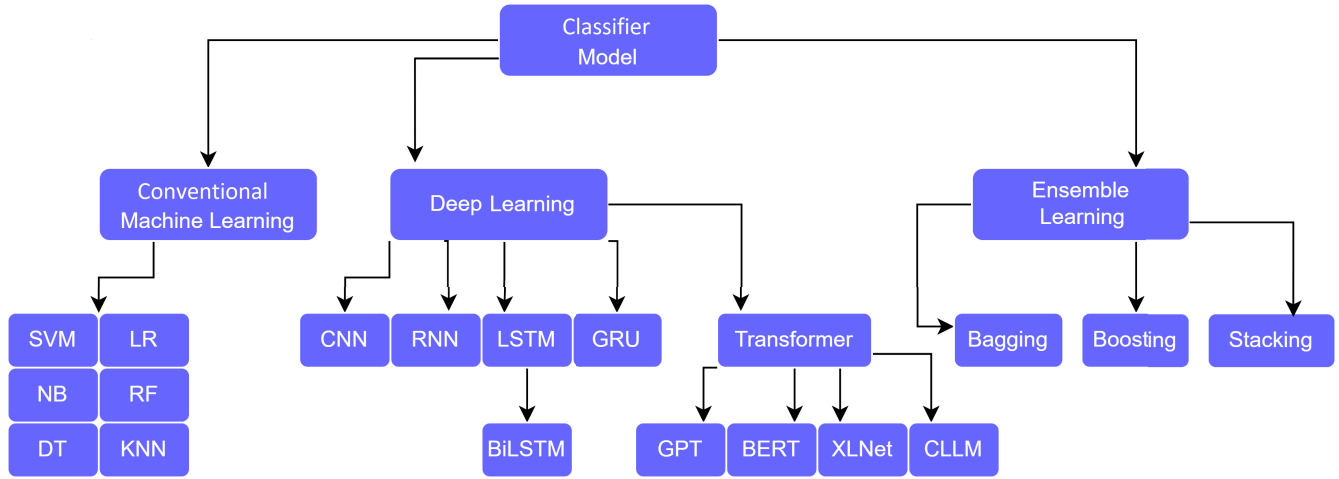 Classifier
Model
Conventional
Machine Learning
Deep Learning
Ensemble
Learning
SVM
LR
NB
RF
DT
KNN
CNN
RNN
LSTM
GRU
BiLSTM
Transformer
GPT
BERT
XLNet
CLLM
Bagging
Boosting
Stacking